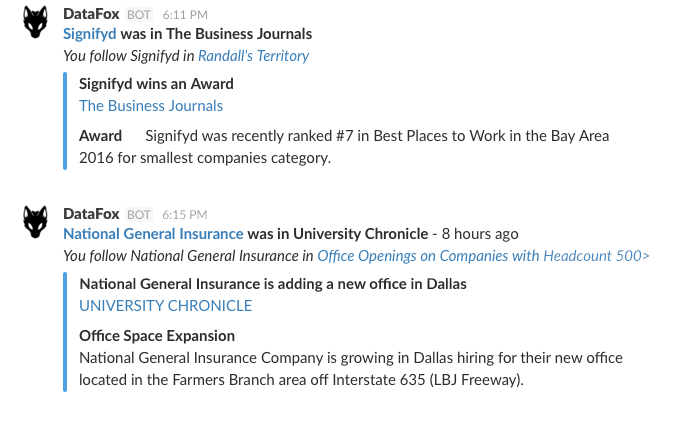 DataFox BOT 6:11 PM
Signifyd was in The Business Journals
You follow Signifyd in Randall's Territory
Signifyd wins an Award
The Business Journals
Award Signifyd was recently ranked #7 in Best Places to Work in the Bay Area
2016 for smallest companies category.
DataFox BOT 6:15 PM
National General Insurance was in University Chronicle - 8 hours ago
You follow National General Insurance in Office Openings on Companies with Headcount 500>
National General Insurance is adding a new office in Dallas
UNIVERSITY CHRONICLE
Office Space Expansion
National General Insurance Company is growing in Dallas hiring for their new office
located in the Farmers Branch area off Interstate 635 (LBJ Freeway).